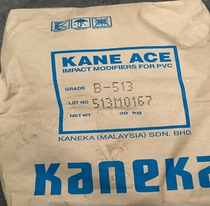 KANE ACE
IMPACT MODIFIERS FOR PVC
GRADE B-513
LOT NO 513M0167
NET WT 20 kg
KANEKA (MALAYSIA) SDN. BHD.
kaneka